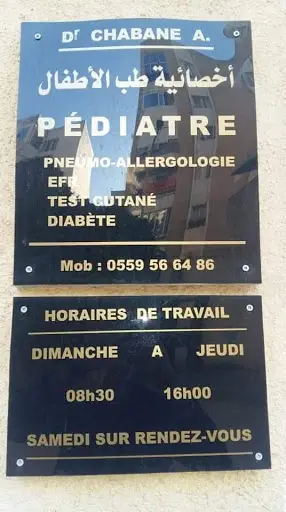 Dr CHABANE A.
أخصائية طب الأطفال
PÉDIATRE
PNEUMO-ALLERGOLOGIE
EFR
TEST CUTANÉ
DIABÈTE
Mob : 0559 56 64 86
HORAIRES DE TRAVAIL
DIMANCHE A JEUDI
08h30 16h00
SAMEDI SUR RENDEZ-VOUS